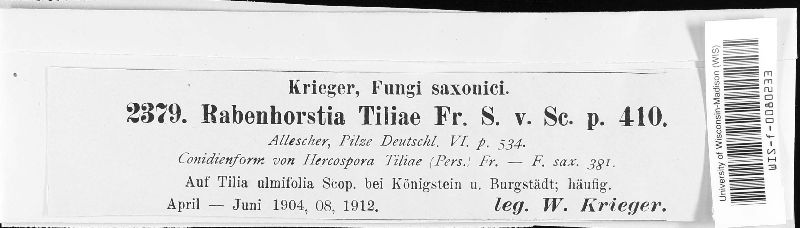 Krieger, Fungi saxonici.
2379. Rabenhorstia Tiliae Fr. S. v. Sc. p. 410.
Allescher, Pilze Deutschl. VI. p. 534.
Conidienform von Hercospora Tiliae (Pers.) Fr. — F. sax. 381.
Auf Tilia ulmifolia Scop. bei Königstein u. Burgstädt; häufig.
April — Juni 1904, 08, 1912.
leg. W. Krieger.
University of Wisconsin-Madison (WIS)
WIS-f-0080533